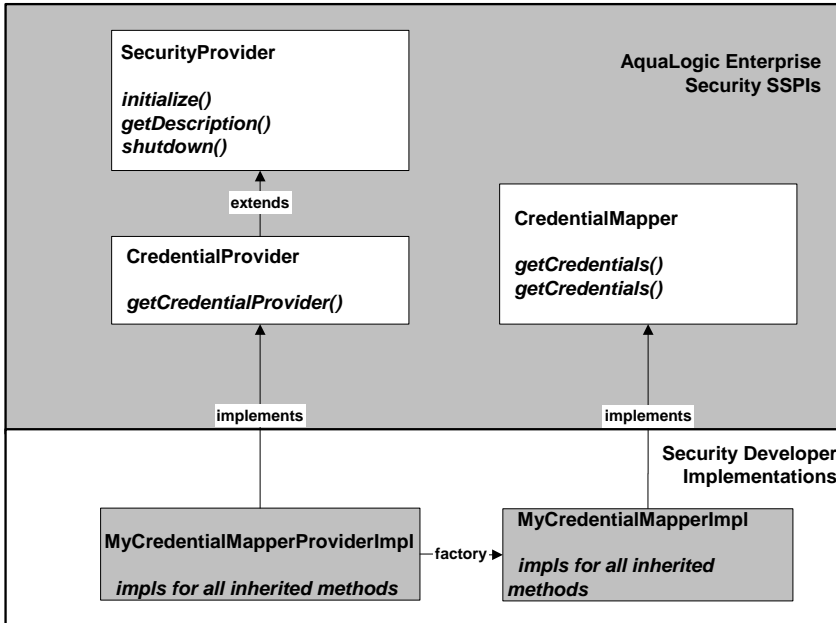 SecurityProvider
initialize()
getDescription()
shutdown()
AquaLogic Enterprise
Security SSPIs
extends
CredentialProvider
getCredentialProvider()
CredentialMapper
getCredentials()
getCredentials()
implements
implements
Security Developer
Implementations
MyCredentialMapperProviderImpl
impls for all inherited methods
factory
MyCredentialMapperImpl
impls for all inherited
methods